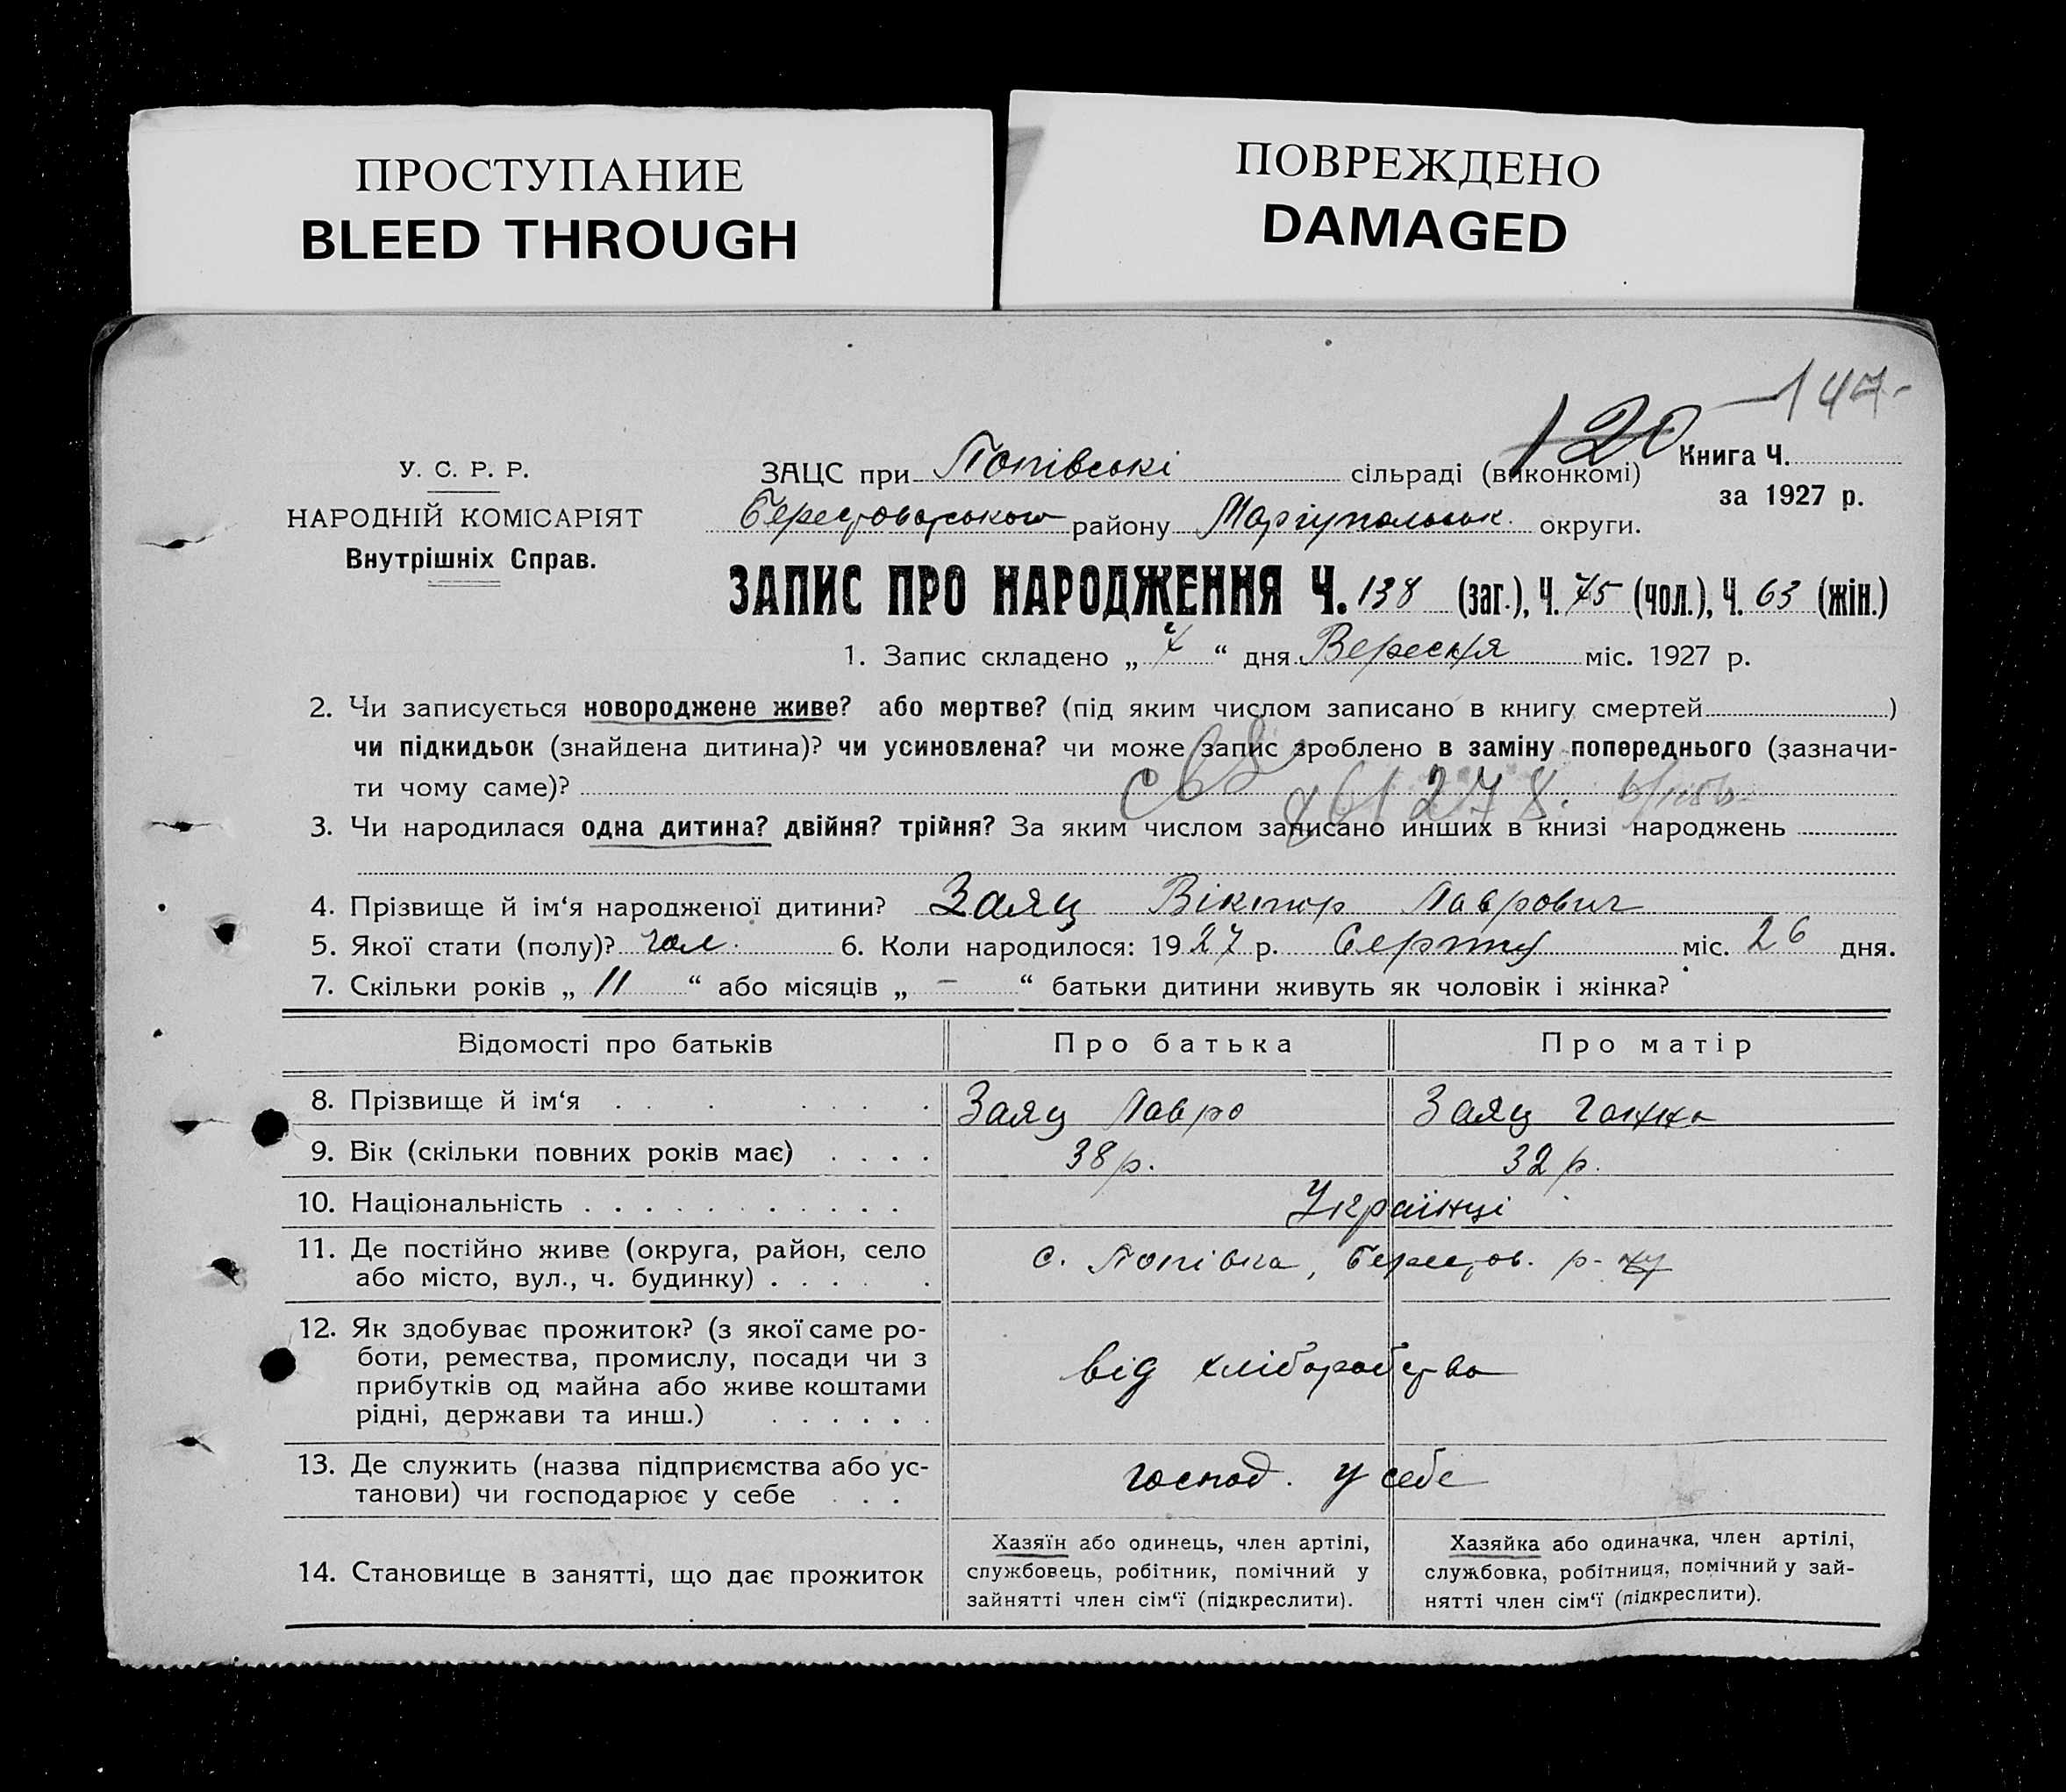 ПРОСТУПАНИЕ
BLEED THROUGH
ПОВРЕЖДЕНО
DAMAGED
147-
120
Книга Ч.
за 1927 р.
У. С. Р. Р.
НАРОДНІЙ КОМІСАРІЯТ
Внутрішніх Справ.
ЗАЦС при Попівські сільраді (виконкомі)
Берестоватського району Маріупольськ. округи.
ЗАПИС ПРО НАРОДЖЕННЯ Ч. 138 (заг.), Ч. 75 (чол.), Ч. 63 (жін.)
1. Запис складено „ 7 “ дня Вересня міс. 1927 р.
2. Чи записується новороджене живе? або мертве? (під яким числом записано в книгу смертей )
чи підкидьок (знайдена дитина)? чи усиновлена? чи може запис зроблено в заміну попереднього (зазначи-
ти чому саме)?
3. Чи народилася одна дитина? двійня? трійня? За яким числом записано инших в книзі народжень
4. Прізвище й ім‘я народженої дитини? Заяц Віктор Лаврович
5. Якої стати (полу)? чол. 6. Коли народилося: 1927 р. Серпня міс. 26 дня.
7. Скільки років „ 11 “ або місяців „ - “ батьки дитини живуть як чоловік і жінка?
Відомості про батьків Про батька Про матір
8. Прізвище й ім‘я Заяц Лавро Заяц Ганна
9. Вік (скільки повних років має) 38 р. 32 р.
10. Національність Українці
11. Де постійно живе (округа, район, село
або місто, вул., ч. будинку)
с. Попівка, Берестов. р-ну
12. Як здобуває прожиток? (з якої саме ро-
боти, ремества, промислу, посади чи з
прибутків од майна або живе коштами
рідні, держави та инш.)
від хліборобства
13. Де служить (назва підприємства або ус-
танови) чи господарює у себе
господ. у себе
14. Становище в занятті, що дає прожиток
Хазяїн або одинець, член артілі,
службовець, робітник, помічний у
зайнятті член сім‘ї (підкреслити).
Хазяйка або одиначка, член артілі,
службовка, робітниця, помічний у зай-
нятті член сім‘ї (підкреслити).